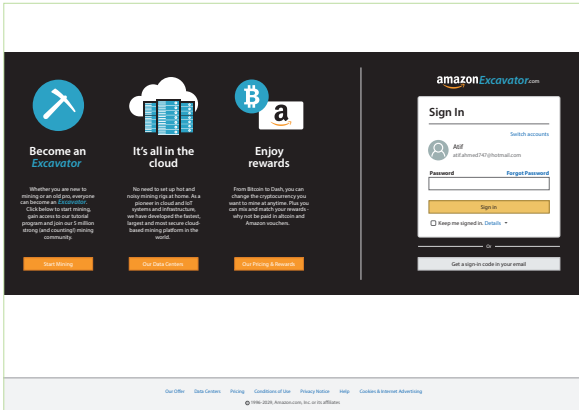 amazonExcavator.com
Become an
Excavator
Whether you are new to
mining or an old pro, everyone
can become an Excavator.
Click below to start mining,
gain access to our tutorial
program and join our 5 million
strong (and counting!) mining
community.
Start Mining
It's all in the
cloud
No need to set up hot and
noisy mining rigs at home. As a
pioneer in cloud and IoT
systems and infrastructure,
we have developed the fastest,
largest and most secure cloud-
based mining platform in the
world.
Our Data Centers
a
Enjoy
rewards
From Bitcoin to Dash, you can
change the cryptocurrency you
want to mine at anytime. Plus you
can mix and match your rewards -
why not be paid in altcoin and
Amazon vouchers.
Our Pricing & Rewards
Sign In
Switch accounts
Atif
atifahmed747@hotmail.com
Password Forgot Password
Sign in
Keep me signed in. Details
Or
Get a sign-in code in your email
Our Offer Data Centers Pricing Conditions of Use Privacy Notice Help Cookies & Internet Advertising
© 1996-2029, Amazon.com, Inc. or its affiliates